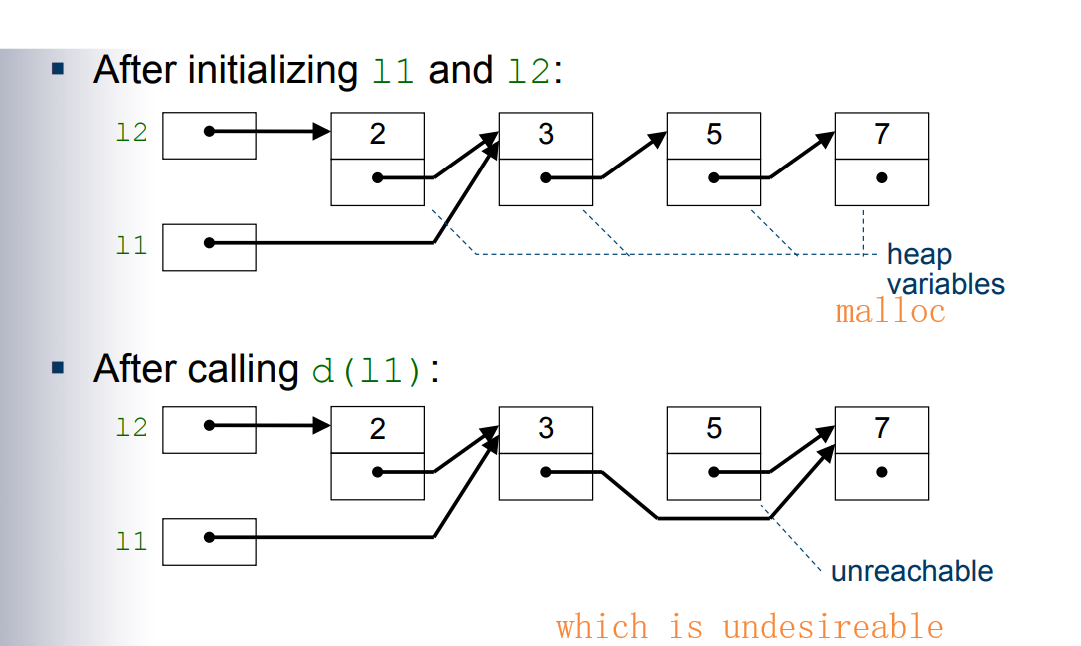 ▪ After initializing l1 and l2:
l2 2 3 5 7
l1
heap
variables
malloc
▪ After calling d(l1):
l2 2 3 5 7
l1
unreachable
which is undesireable